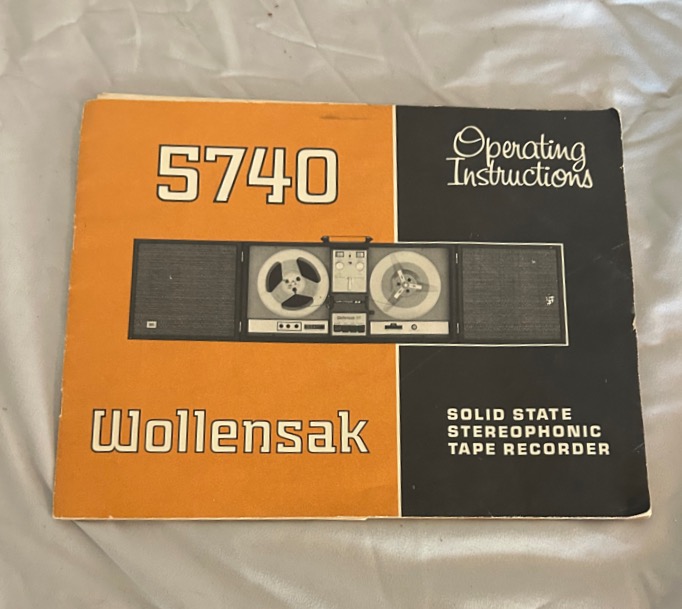 5740
Operating
Instructions
Wollensak
SOLID STATE
STEREOPHONIC
TAPE RECORDER